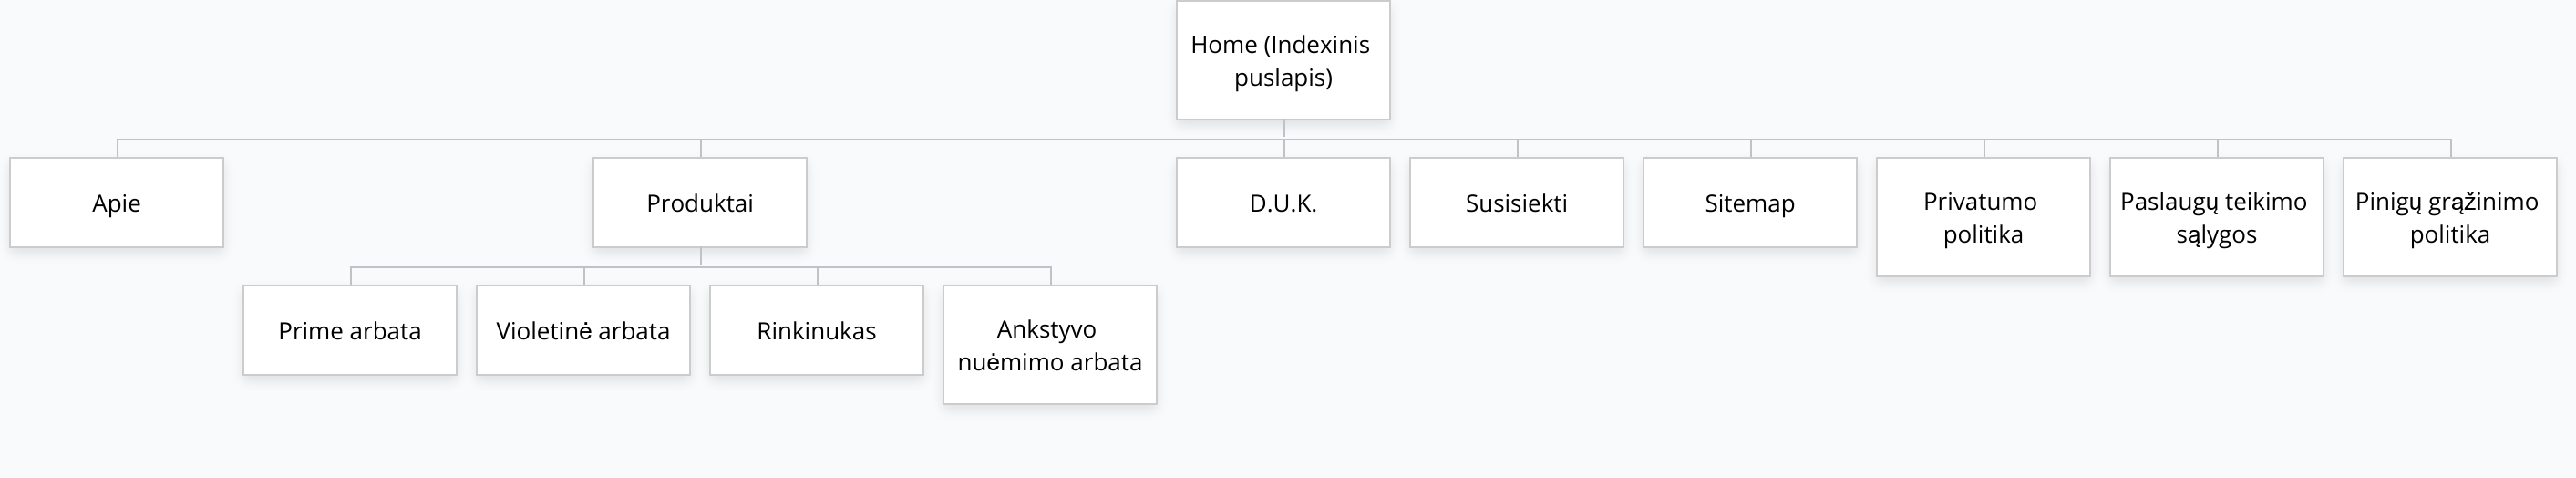 Home (Indexinis
puslapis)
Apie
Produktai
D.U.K.
Susisiekti
Sitemap
Privatumo
politika
Paslaugų teikimo
sąlygos
Pinigų grąžinimo
politika
Prime arbata
Violetinė arbata
Rinkinukas
Ankstyvo
nuėmimo arbata